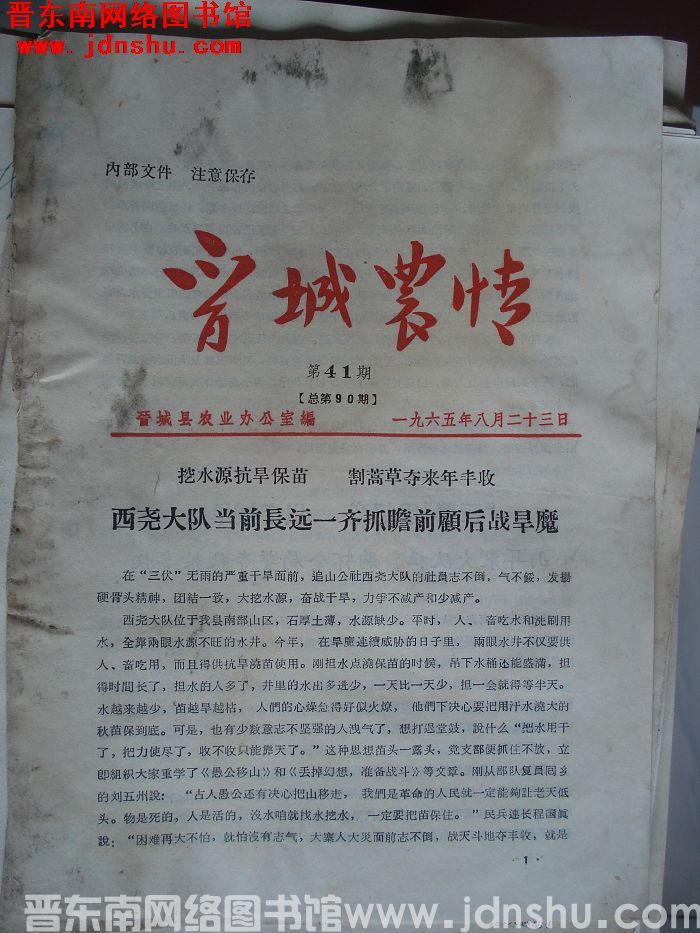 晋东南网络图书馆
www.jdnshu.com
內部文件 注意保存
晋城農情
第41期
【总第90期】
晉城县农业办公室編 一九六五年八月二十三日
挖水源抗旱保苗 割蒿草夺来年丰收
西尧大队当前長远一齐抓瞻前顧后战旱魔
在“三伏”无雨的严重干旱面前，追山公社西尧大队的社員志不倒，气不餒，发揚
硬骨头精神，团結一致，大挖水源，奋战干旱，力爭不减产和少减产。
西尧大队位于我县南部山区，石厚土薄，水源缺少。平时，人、畜吃水和洗刷用
水，全靠兩眼水源不旺的水井。今年，在旱魔連續威胁的日子里，兩眼水井不仅要供
人、畜吃用，而且得供抗旱澆苗使用。刚担水点澆保苗的时候，吊下水桶还能盛滿，担
得时間长了，担水的人多了，井里的水出多进少，一天比一天少，担一会就得等半天。
水越来越少，苗越旱越枯，人們的心燥急得好似火燎，他們下决心要把用汗水澆大的
秋苗保到底。可是，也有少数意志不坚强的人洩气了，想打退堂鼓，說什么“把水用干
了，把力使尽了，收不收只能靠天了。”这种思想苗头一露头，党支部便抓住不放，立
即組織大家重学了《愚公移山》和《丢掉幻想，准备战斗》等文章。刚从部队复員囘乡
的刘五州說：“古人愚公还有决心把山移走，我們是革命的人民就一定能夠让老天低
头。物是死的，人是活的，沒水咱就找水挖水，一定要把苗保住。”民兵連长程国眞
說：“困难再大不怕，就怕沒有志气，大寨人大災面前志不倒，战天斗地夺丰收，就是
·1·
晋东南网络图书馆www.jdnshu.com